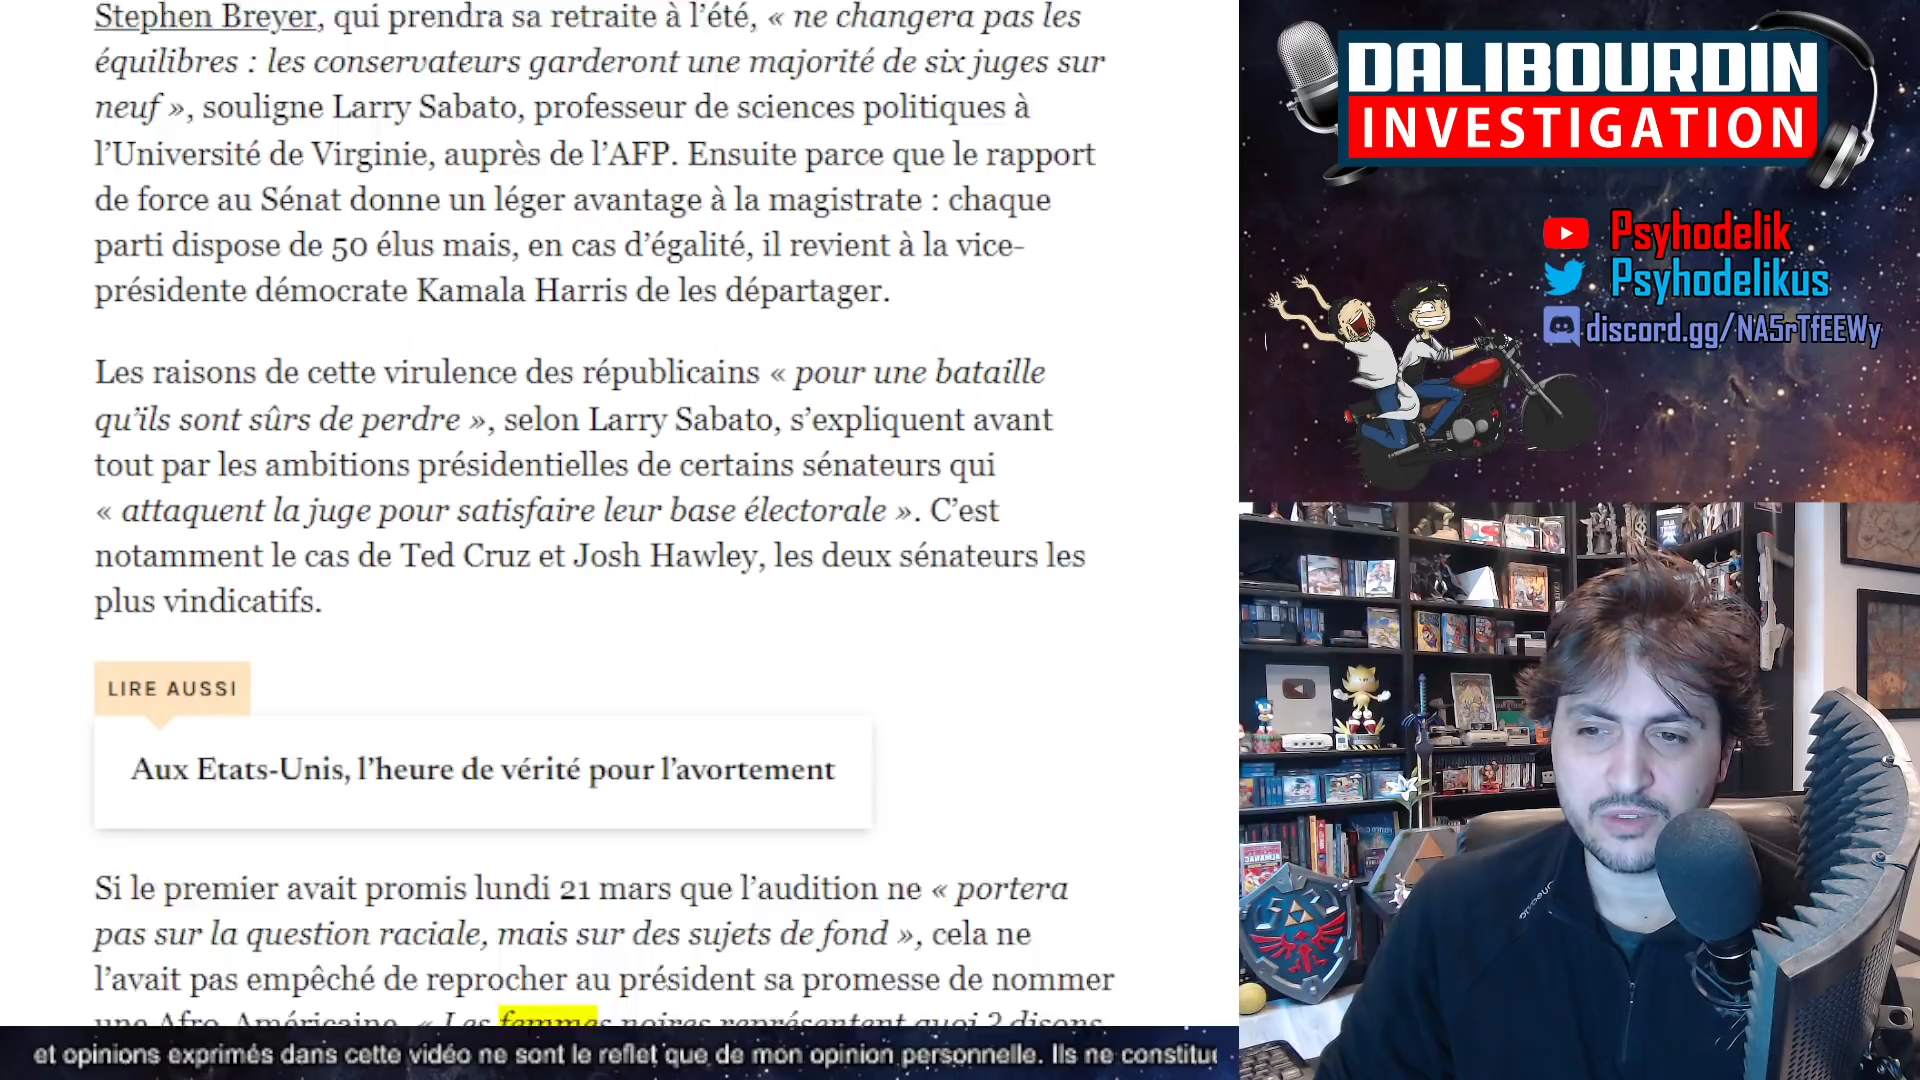 Stephen Breyer, qui prendra sa retraite à l’été, « ne changera pas les
équilibres : les conservateurs garderont une majorité de six juges sur
neuf », souligne Larry Sabato, professeur de sciences politiques à
l’Université de Virginie, auprès de l’AFP. Ensuite parce que le rapport
de force au Sénat donne un léger avantage à la magistrate : chaque
parti dispose de 50 élus mais, en cas d’égalité, il revient à la vice-
présidente démocrate Kamala Harris de les départager.
Les raisons de cette virulence des républicains « pour une bataille
qu’ils sont sûrs de perdre », selon Larry Sabato, s’expliquent avant
tout par les ambitions présidentielles de certains sénateurs qui
« attaquent la juge pour satisfaire leur base électorale ». C’est
notamment le cas de Ted Cruz et Josh Hawley, les deux sénateurs les
plus vindicatifs.
LIRE AUSSI
Aux Etats-Unis, l’heure de vérité pour l’avortement
Si le premier avait promis lundi 21 mars que l’audition ne « portera
pas sur la question raciale, mais sur des sujets de fond », cela ne
l’avait pas empêché de reprocher au président sa promesse de nommer
une Afro-Américaine. « Les femmes noires représentent quoi ? disons
et opinions exprimés dans cette vidéo ne sont le reflet que de mon opinion personnelle. Ils ne constitu
DALIBOURDIN
INVESTIGATION
Psyhodelik
Psyhodelikus
discord.gg/NA5rTfEEWy